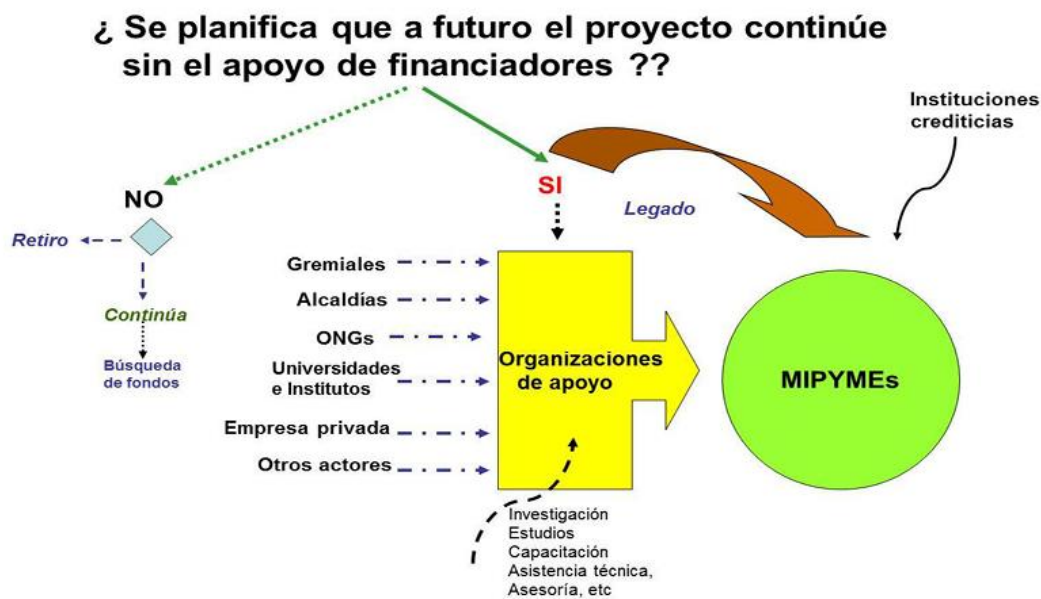 ¿ Se planifica que a futuro el proyecto continúe
sin el apoyo de financiadores ??
Instituciones
crediticias
NO
SI
Legado
Retiro
Continúa
Búsqueda
de fondos
Gremiales
Alcaldías
ONGs
Universidades
e Institutos
Empresa privada
Otros actores
Organizaciones
de apoyo
MIPYMEs
Investigación
Estudios
Capacitación
Asistencia técnica,
Asesoría, etc